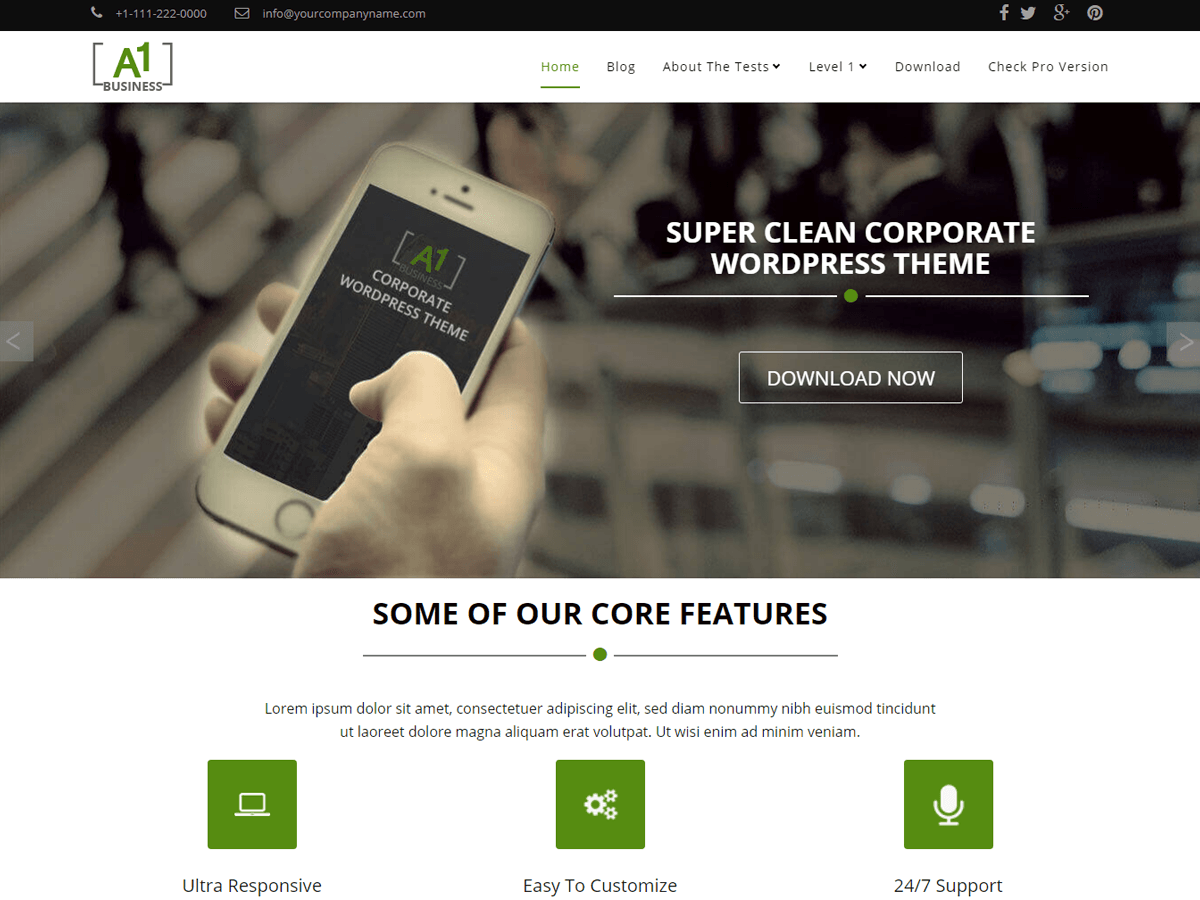 +1-111-222-0000 info@yourcompanyname.com
A1
BUSINESS
Home Blog About The Tests Level 1 Download Check Pro Version
A1
BUSINESS
CORPORATE
WORDPRESS THEME
SUPER CLEAN CORPORATE
WORDPRESS THEME
DOWNLOAD NOW
SOME OF OUR CORE FEATURES
Lorem ipsum dolor sit amet, consectetuer adipiscing elit, sed diam nonummy nibh euismod tincidunt
ut laoreet dolore magna aliquam erat volutpat. Ut wisi enim ad minim veniam.
Ultra Responsive Easy To Customize 24/7 Support